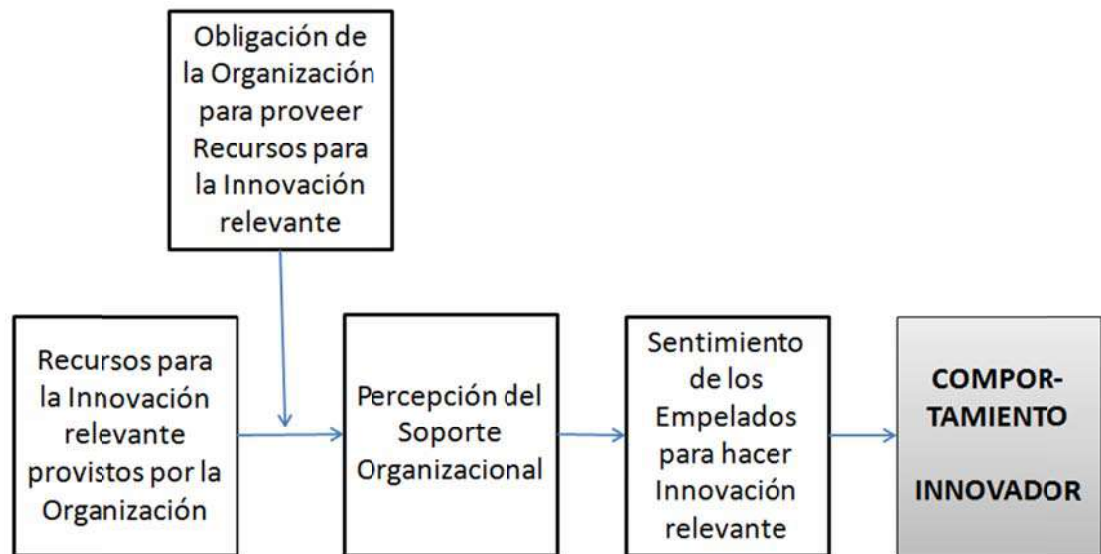 Obligación de
la Organización
para proveer
Recursos para
la Innovación
relevante
Recursos para
la Innovación
relevante
provistos por la
Organización
Percepción del
Soporte
Organizacional
Sentimiento
de los
Empelados
para hacer
Innovación
relevante
COMPOR-
TAMIENTO
INNOVADOR